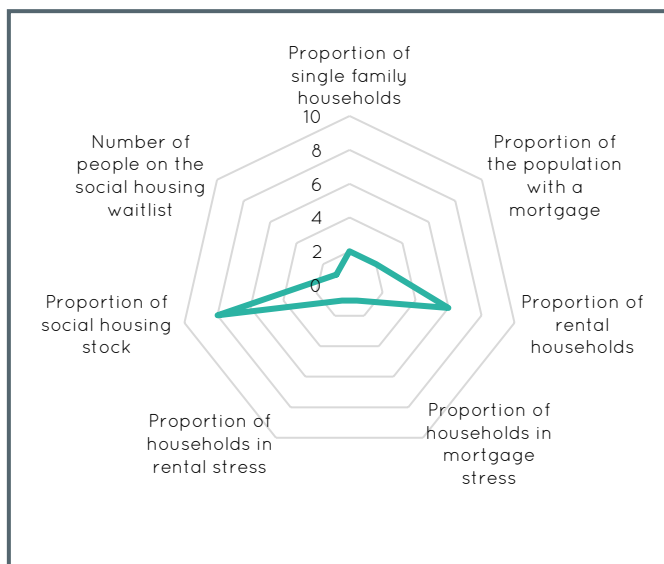 Proportion of
single family
households
10
8
6
4
2
0
Number of
people on the
social housing
waitlist
Proportion of
the population
with a
mortgage
Proportion of
social housing
stock
Proportion of
rental
households
Proportion of
households in
rental stress
Proportion of
households in
mortgage
stress